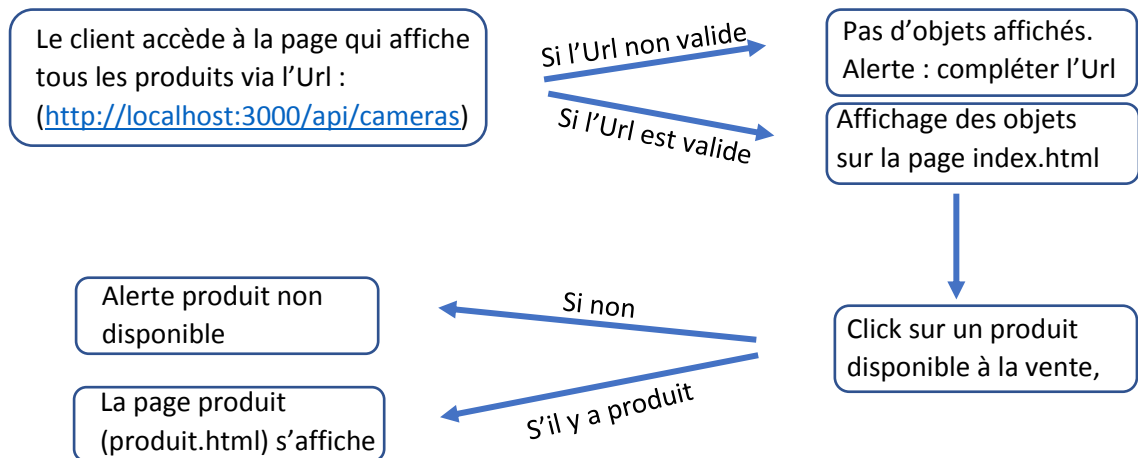 Le client accède à la page qui affiche
tous les produits via l’Url :
(http://localhost:3000/api/cameras)
Si l’Url non valide
Pas d’objets affichés.
Alerte : compléter l’Url
Si l’Url est valide
Affichage des objets
sur la page index.html
Click sur un produit
disponible à la vente,
Si non
Alerte produit non
disponible
S’il y a produit
La page produit
(produit.html) s’affiche